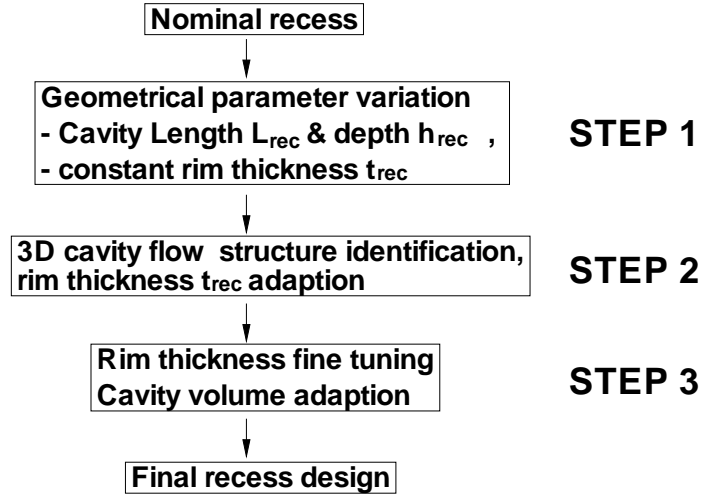 Nominal recess
Geometrical parameter variation
- Cavity Length Lrec & depth hrec ,
- constant rim thickness trec
STEP 1
3D cavity flow structure identification,
rim thickness trec adaption
STEP 2
Rim thickness fine tuning
Cavity volume adaption
STEP 3
Final recess design